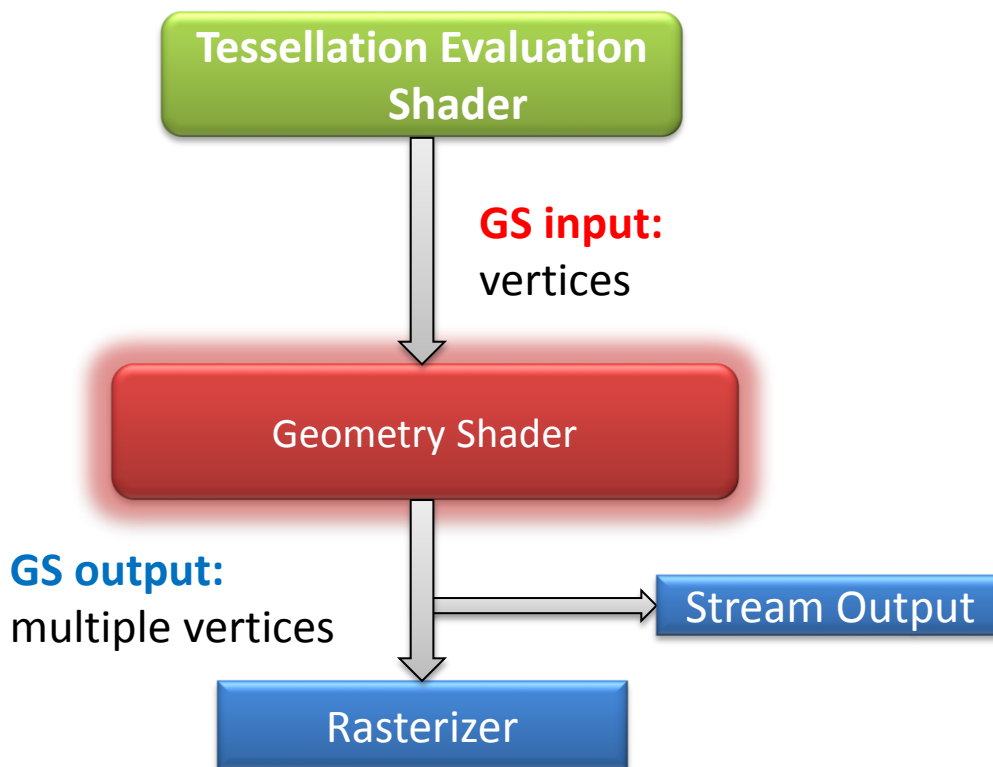 Tessellation Evaluation
Shader
GS input:
vertices
Geometry Shader
GS output:
multiple vertices
Stream Output
Rasterizer